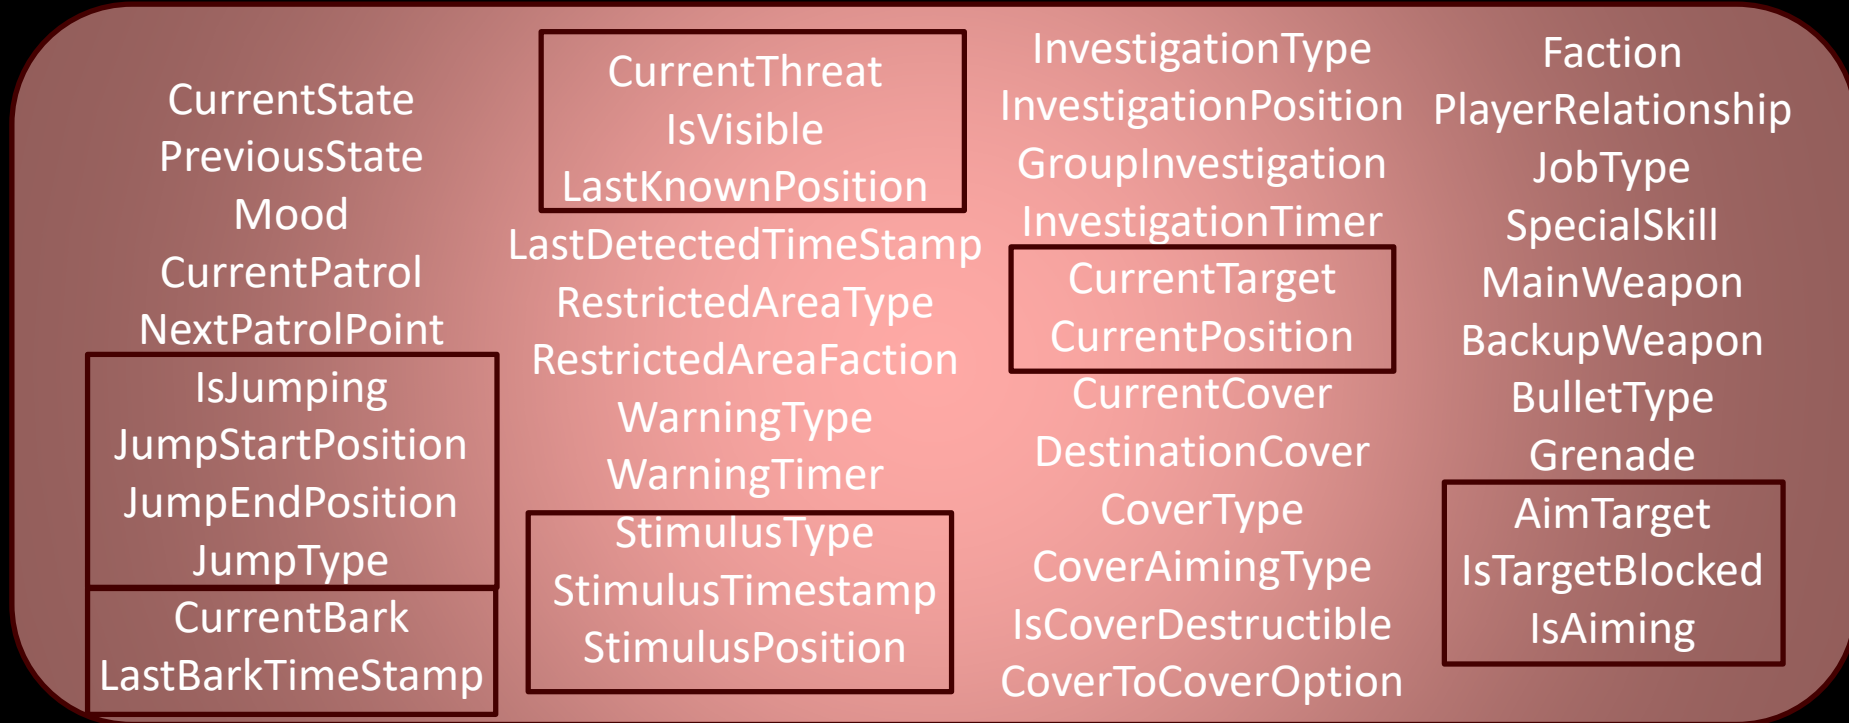 CurrentState
PreviousState
Mood
CurrentPatrol
NextPatrolPoint
IsJumping
JumpStartPosition
JumpEndPosition
JumpType
CurrentBark
LastBarkTimeStamp
CurrentThreat
IsVisible
LastKnownPosition
LastDetectedTimeStamp
RestrictedAreaType
RestrictedAreaFaction
WarningType
WarningTimer
StimulusType
StimulusTimestamp
StimulusPosition
InvestigationType
InvestigationPosition
GroupInvestigation
InvestigationTimer
CurrentTarget
CurrentPosition
CurrentCover
DestinationCover
CoverType
CoverAimingType
IsCoverDestructible
CoverToCoverOption
Faction
PlayerRelationship
JobType
SpecialSkill
MainWeapon
BackupWeapon
BulletType
Grenade
AimTarget
IsTargetBlocked
IsAiming